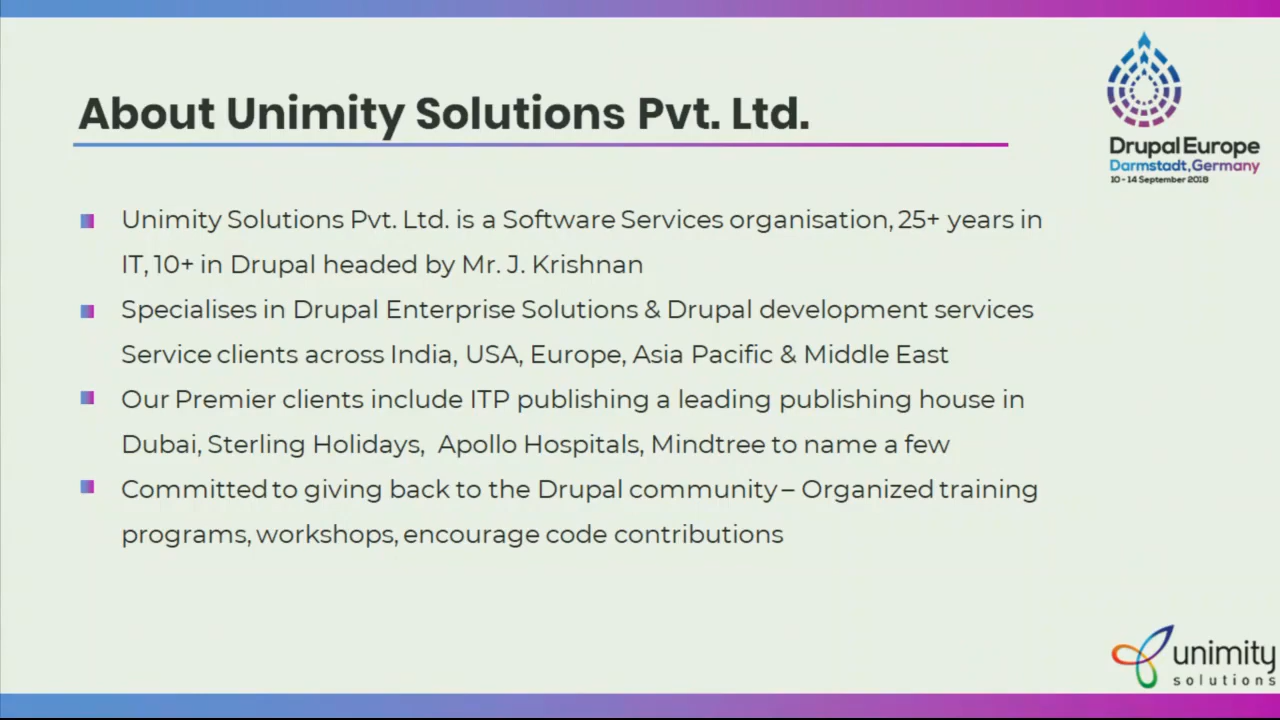 About Unimity Solutions Pvt. Ltd.
Drupal Europe
Darmstadt, Germany
10 - 14 September 2018
Unimity Solutions Pvt. Ltd. is a Software Services organisation, 25+ years in
IT, 10+ in Drupal headed by Mr. J. Krishnan
Specialises in Drupal Enterprise Solutions & Drupal development services
Service clients across India, USA, Europe, Asia Pacific & Middle East
Our Premier clients include ITP publishing a leading publishing house in
Dubai, Sterling Holidays, Apollo Hospitals, Mindtree to name a few
Committed to giving back to the Drupal community – Organized training
programs, workshops, encourage code contributions
unimity
solutions